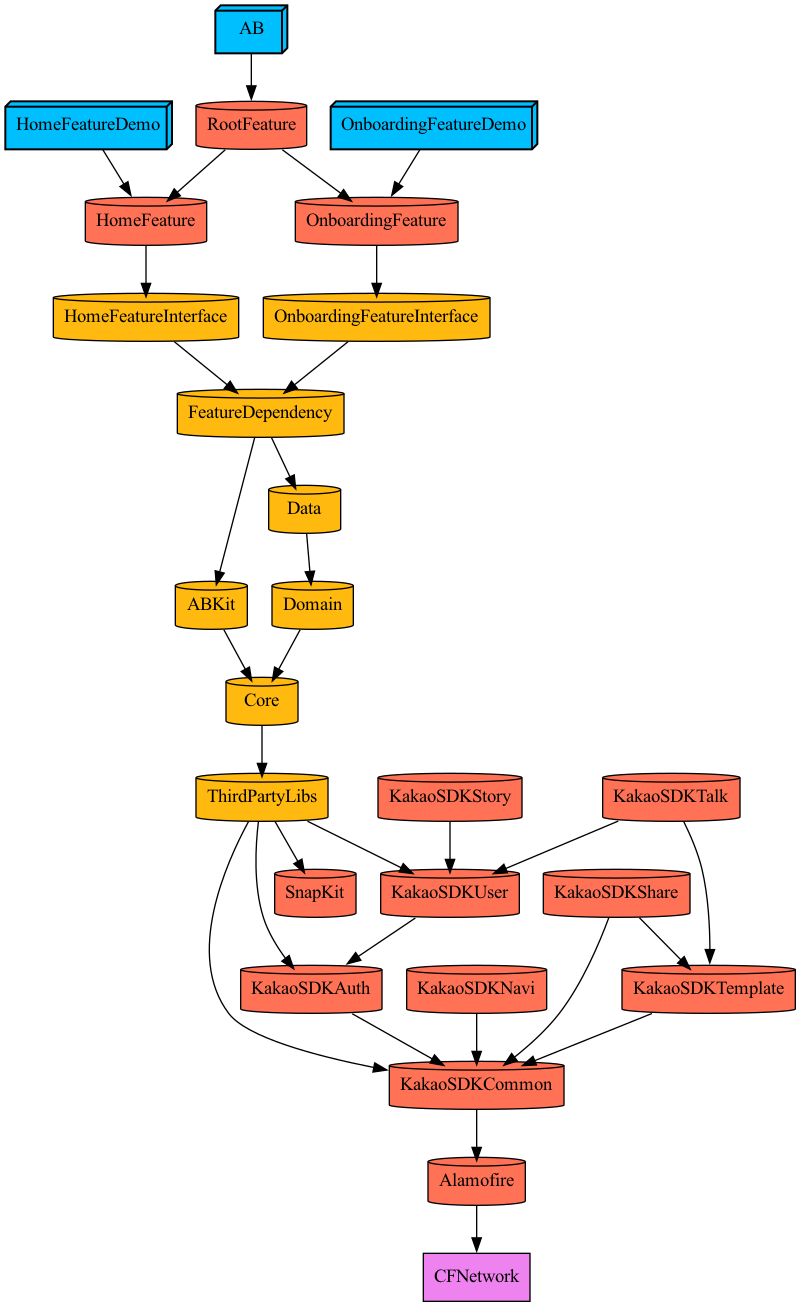 AB
HomeFeatureDemo
RootFeature
OnboardingFeatureDemo
HomeFeature
OnboardingFeature
HomeFeatureInterface
OnboardingFeatureInterface
FeatureDependency
Data
ABKit
Domain
Core
ThirdPartyLibs
KakaoSDKStory
KakaoSDKTalk
SnapKit
KakaoSDKUser
KakaoSDKShare
KakaoSDKAuth
KakaoSDKNavi
KakaoSDKTemplate
KakaoSDKCommon
Alamofire
CFNetwork